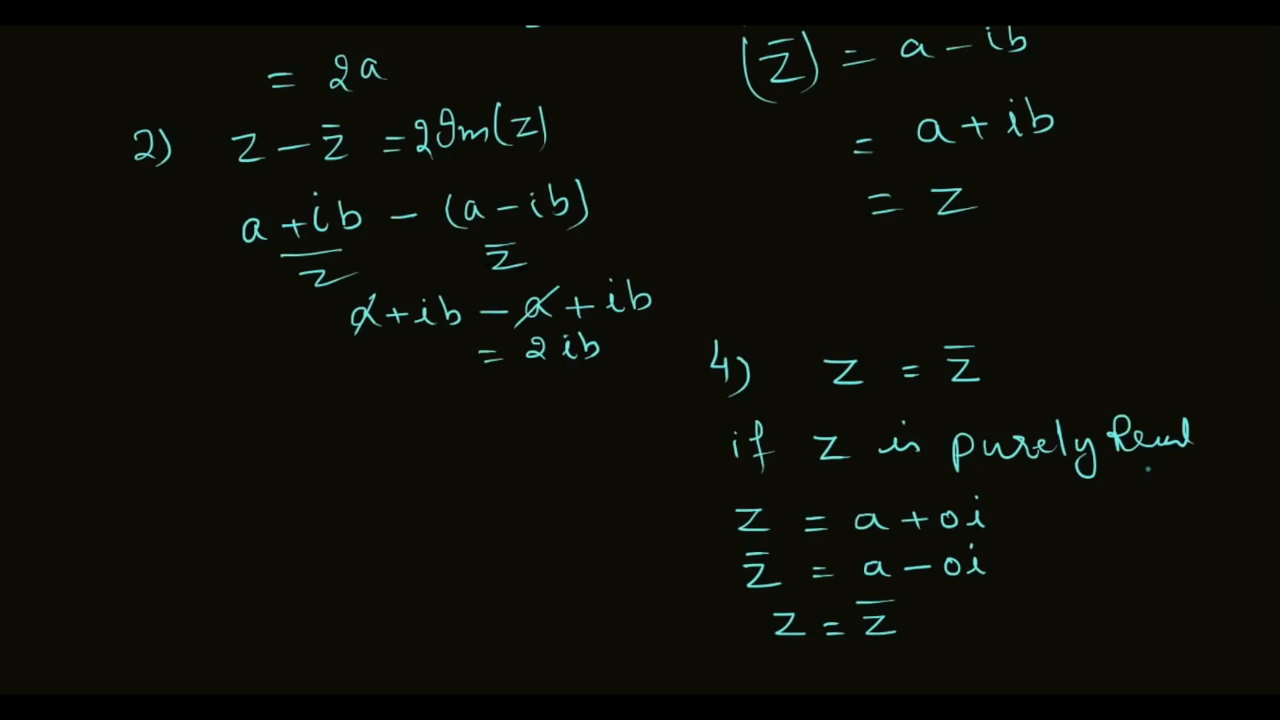 = 2a
2) z - z̄ = 2Im(z)
a + ib - (a - ib)
z z̄
a + ib - a + ib
= 2ib
(z̄) = a - ib
= a + ib
= z
4) z = z̄
if z is purely Real
z = a + 0i
z̄ = a - 0i
z = z̄